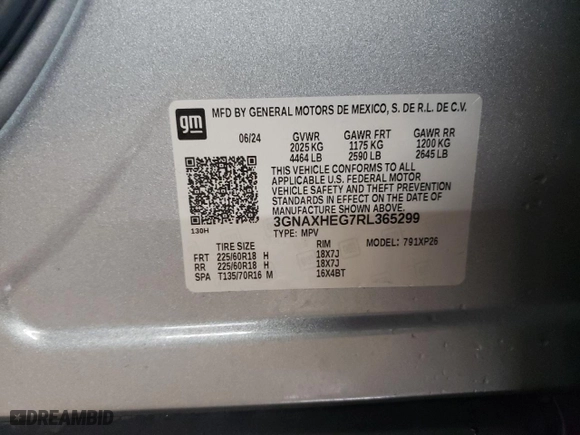 gm
MFD BY GENERAL MOTORS DE MEXICO, S. DE R.L. DE C.V.
06/24 GVWR GAWR FRT GAWR RR
2025 KG 1175 KG 1200 KG
4464 LB 2590 LB 2645 LB
THIS VEHICLE CONFORMS TO ALL
APPLICABLE U.S. FEDERAL MOTOR
VEHICLE SAFETY AND THEFT PREVENTION
STANDARDS IN EFFECT ON THE DATE OF
MANUFACTURE SHOWN ABOVE.
3GNAXHEG7RL365299
130H TYPE: MPV
TIRE SIZE RIM MODEL: 791XP26
FRT 225/60R18 H 18X7J
RR 225/60R18 H 18X7J
SPA T135/70R16 M 16X4BT
DREAMBID